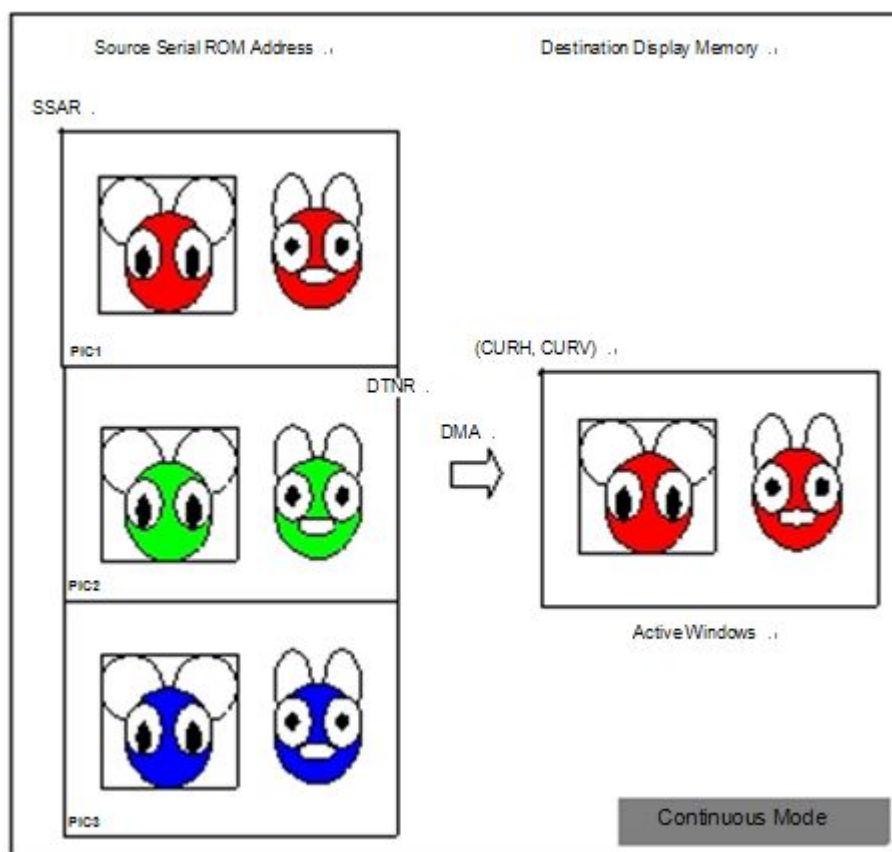 Source Serial ROM Address
Destination Display Memory
SSAR
PIC1
(CURH, CURV)
DTNR
DMA
PIC2
Active Windows
PIC3
Continuous Mode